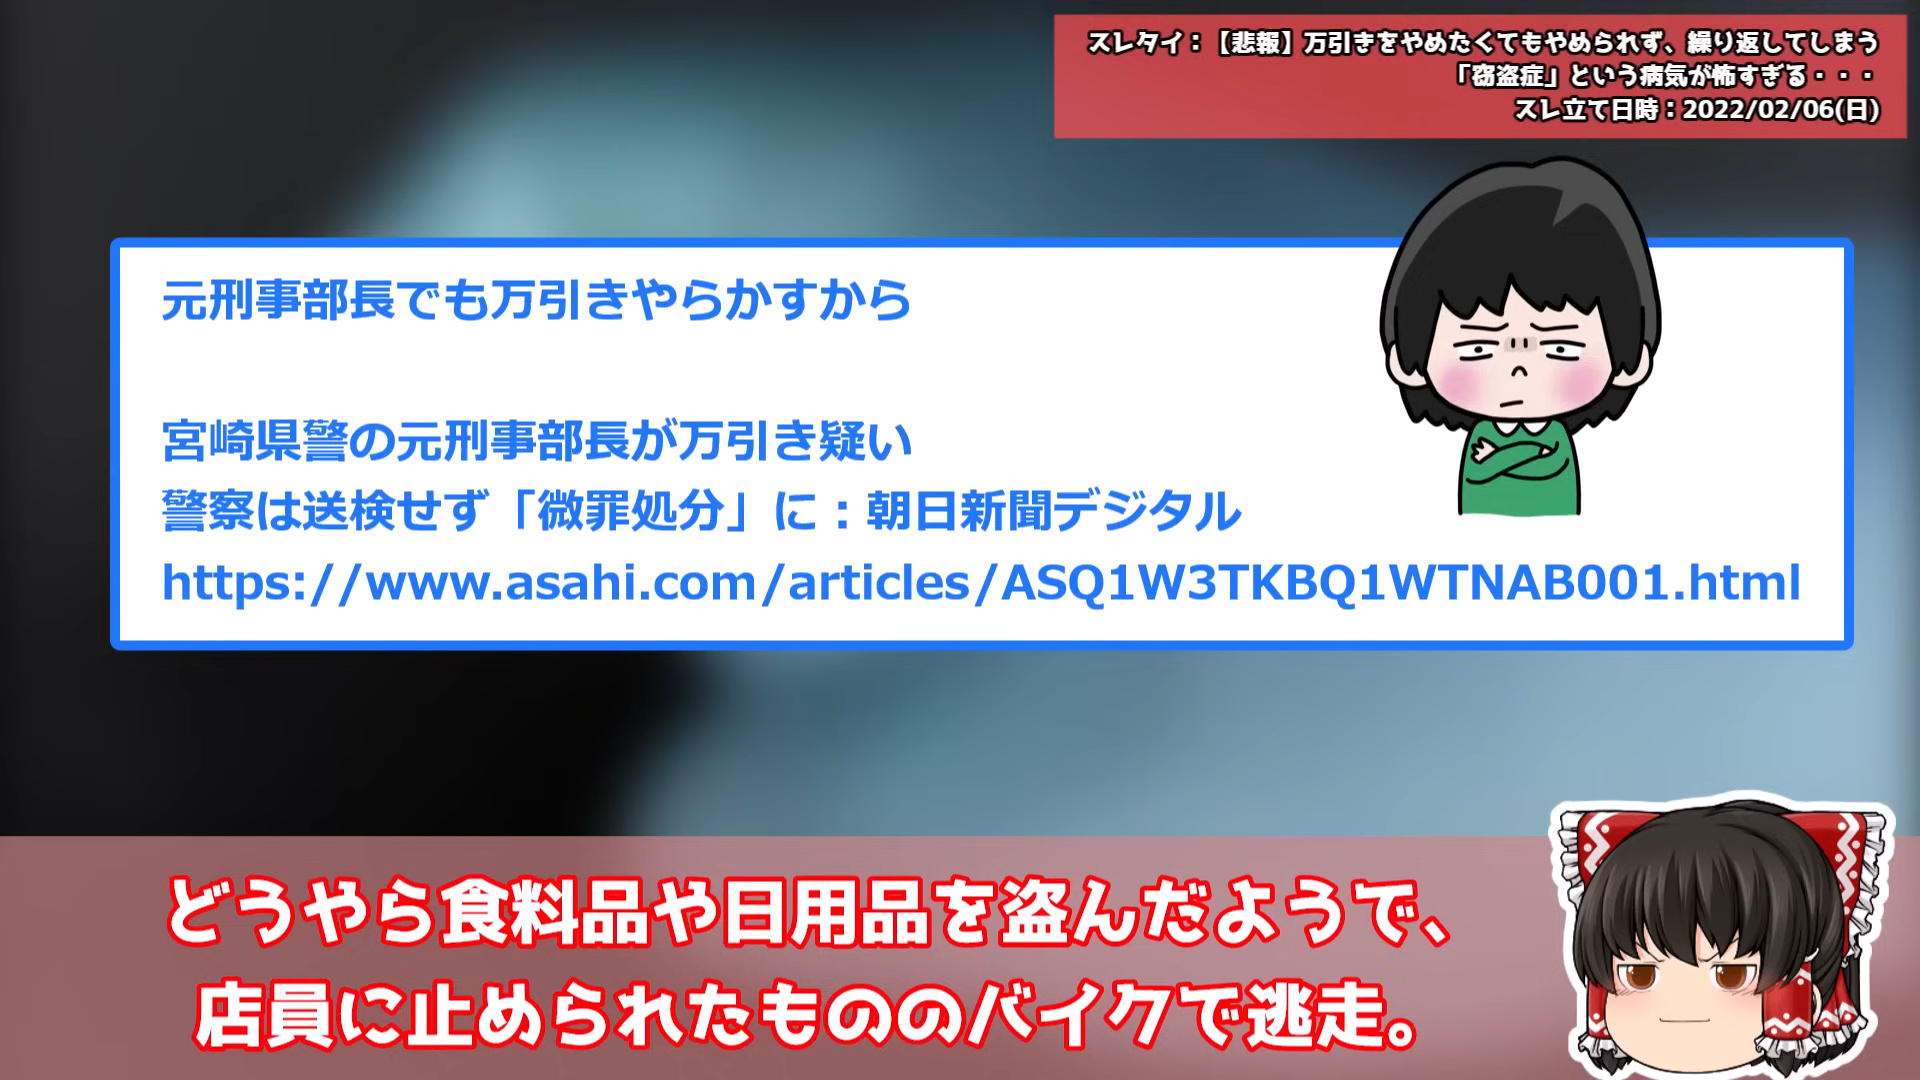 スレタイ：【悲報】万引きをやめたくてもやめられず、繰り返してしまう
「窃盗症」という病気が怖すぎる・・・
スレ立て日時：2022/02/06(日)
元刑事部長でも万引きやらかすから
宮崎県警の元刑事部長が万引き疑い
警察は送検せず「微罪処分」に：朝日新聞デジタル
https://www.asahi.com/articles/ASQ1W3TKBQ1WTNAB001.html
どうやら食料品や日用品を盗んだようで、
店員に止められたもののバイクで逃走。